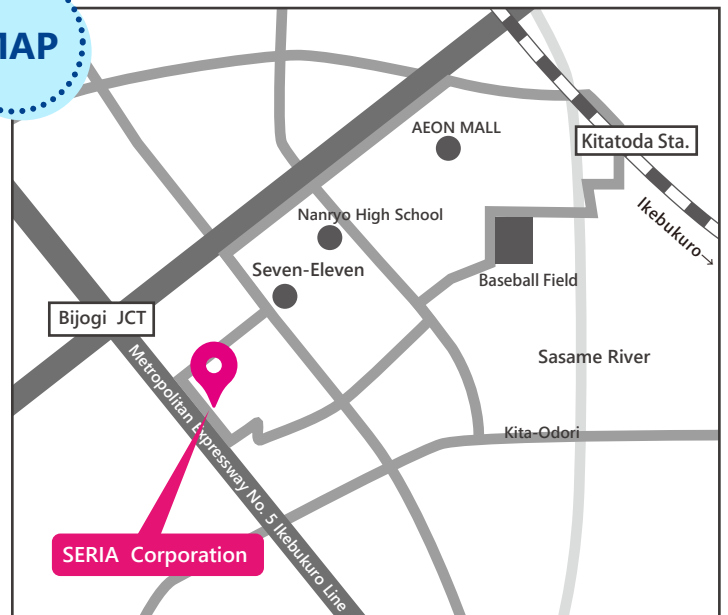 MAP
AEON MALL
Kitatoda Sta.
Nanryo High School
Ikebukuro→
Seven-Eleven
Baseball Field
Bijogi JCT
Sasame River
Metropolitan Expressway No. 5 Ikebukuro Line
Kita-Odori
SERIA Corporation